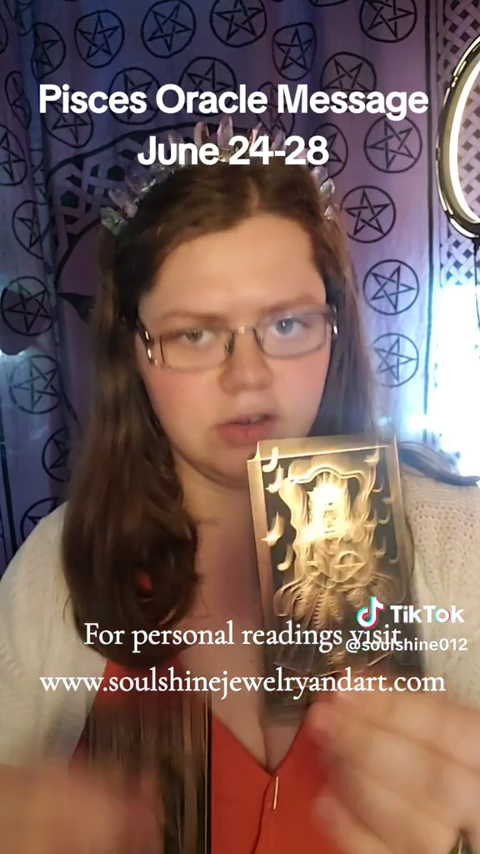 Pisces Oracle Message
June 24-28
For personal readings visit
TikTok
@soulshine012
www.soulshinejewelryandart.com